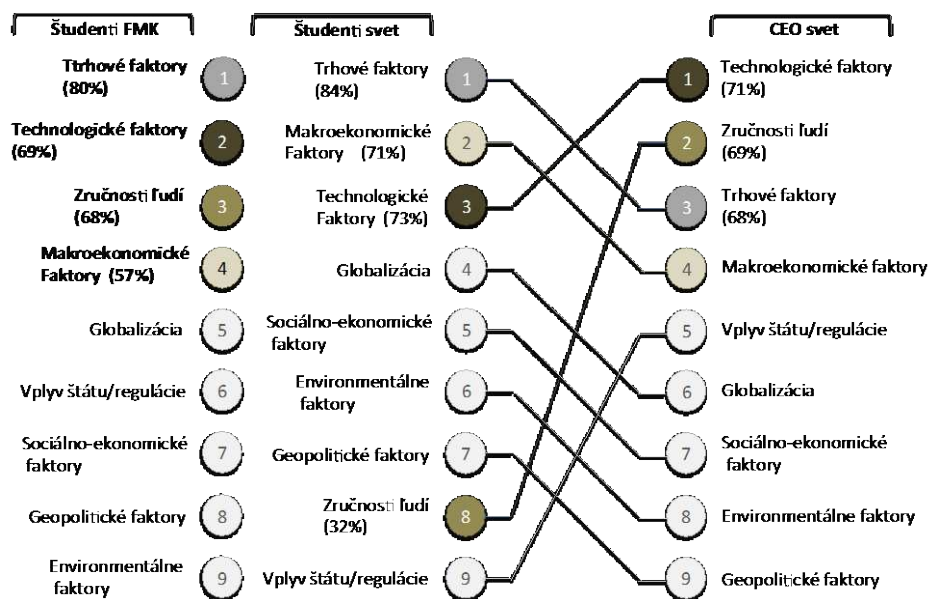 Študenti FMK
Ttrhové faktory
(80%)
1
Technologické faktory
(69%)
2
Zručnosti ľudí
(68%)
3
Makroekonomické
Faktory (57%)
4
Globalizácia
5
Vplyv štátu/regulácie
6
Sociálno-ekonomické
faktory
7
Geopolitické faktory
8
Environmentálne
faktory
9
Študenti svet
Trhové faktory
(84%)
1
Makroekonomické
Faktory (71%)
2
Technologické
Faktory (73%)
3
Globalizácia
4
Sociálno-ekonomické
faktory
5
Environmentálne
faktory
6
Geopolitické faktory
7
Zručnosti ľudí
(32%)
8
Vplyv štátu/regulácie
9
CEO svet
1
Technologické faktory
(71%)
2
Zručnosti ľudí
(69%)
3
Trhové faktory
(68%)
4
Makroekonomické faktory
5
Vplyv štátu/regulácie
6
Globalizácia
7
Sociálno-ekonomické
faktory
8
Environmentálne faktory
9
Geopolitické faktory